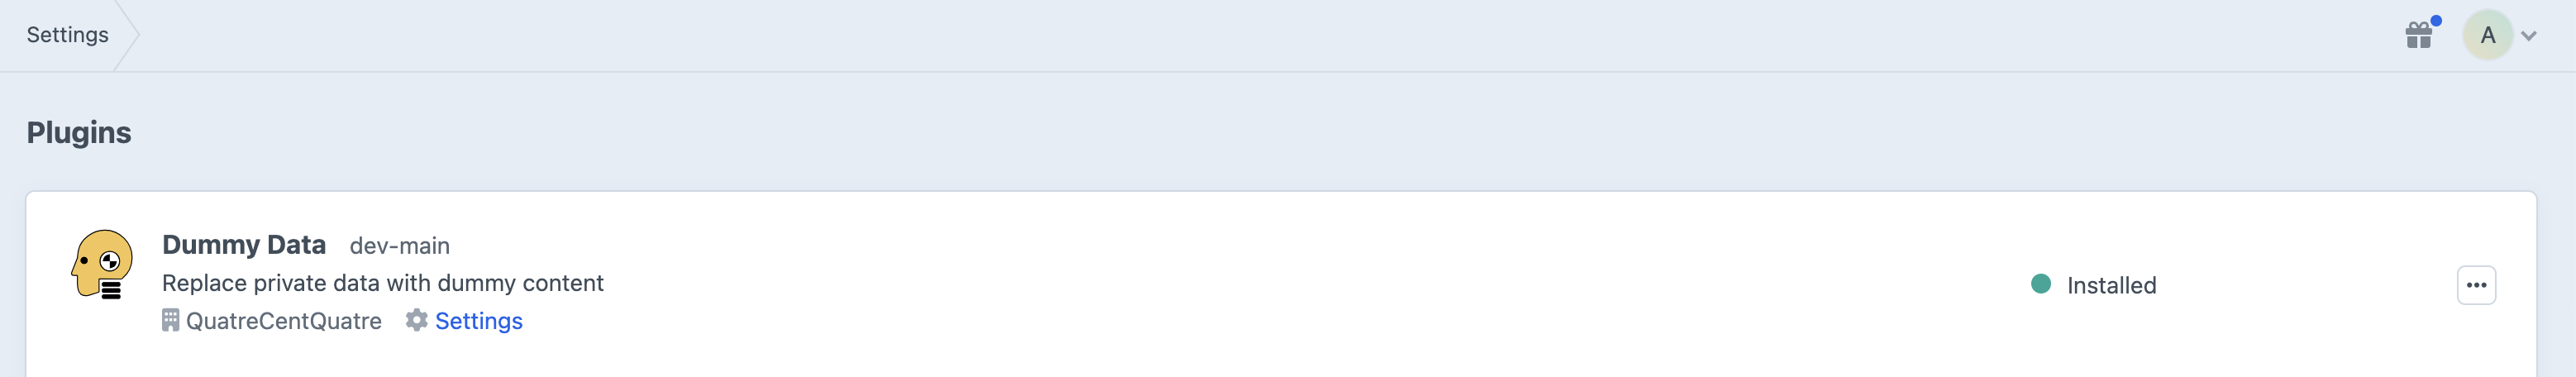 Settings
A
Plugins
Dummy Data dev-main
Replace private data with dummy content
QuatreCentQuatre Settings
Installed